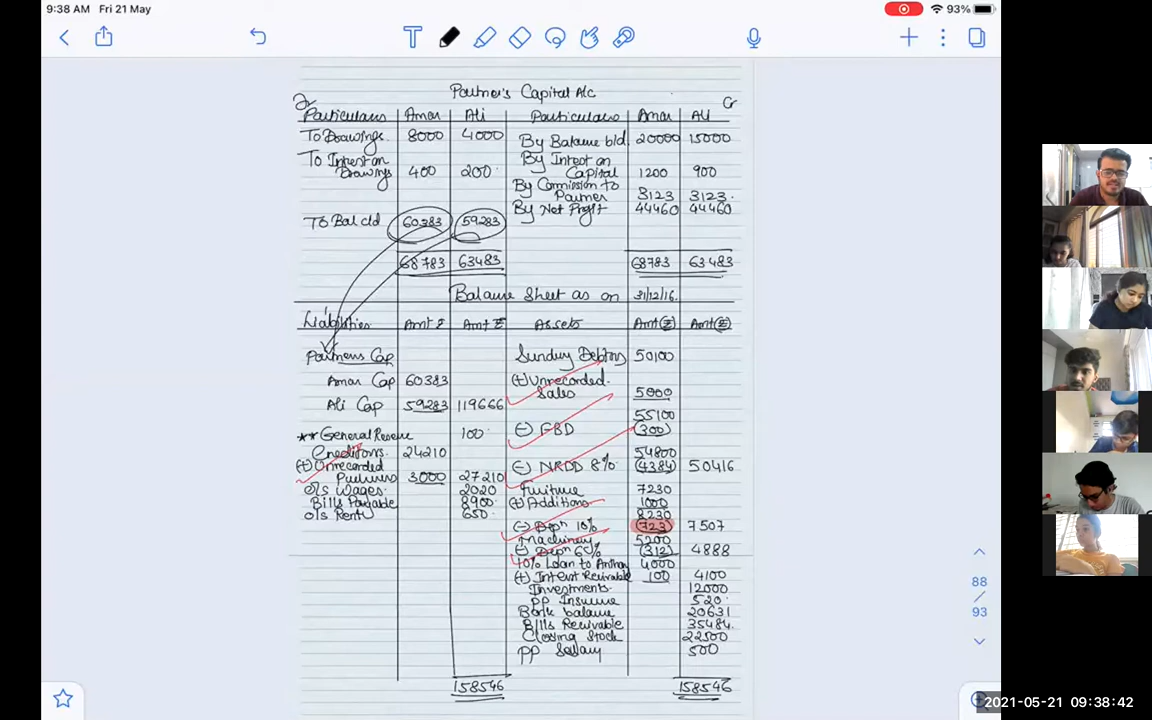 9:38 AM Fri 21 May
93%
Partner's Capital A/c
Dr
Cr
Particulars Amar Ali Particulars Amar Ali
To Drawings 8000 4000 By Balance b/d. 20000 15000
To Interest on Drawings 400 200 By Interest on Capital 1200 900
By Commission to Partner 3123 3123
By Net Profit 44460 44460
To Bal c/d 60383 59283
68783 63483 68783 63483
Balance Sheet as on 31/12/16.
Liabilities Amt ₹ Amt ₹ Assets Amt(₹) Amt(₹)
Partners Cap Sundry Debtors 50100
Amar Cap 60383 (+) Unrecorded Sales 5000
Ali Cap 59283 119666
55100
**General Reserve 100 (-) FBD (300)
Creditors 24210 54800
(+) Unrecorded Purchases 3000 27210 (-) NRDD 8% (4384) 50416
O/s Wages 2020 Furniture 7230
Bills Payable 8900 (+) Additions 1000
O/s Rent 650 8230
(-) Depn 10% (723) 7507
Machinery 5200
(-) Depn 6% (312) 4888
10% Loan to Anthony 4000
(+) Interest Receivable 100 4100
Investments 12000
PP Insurance 520
Bank balance 20631
Bills Receivable 35484
Closing Stock 22500
PP Salary 500
158546 158546
88
/
93
2021-05-21 09:38:42